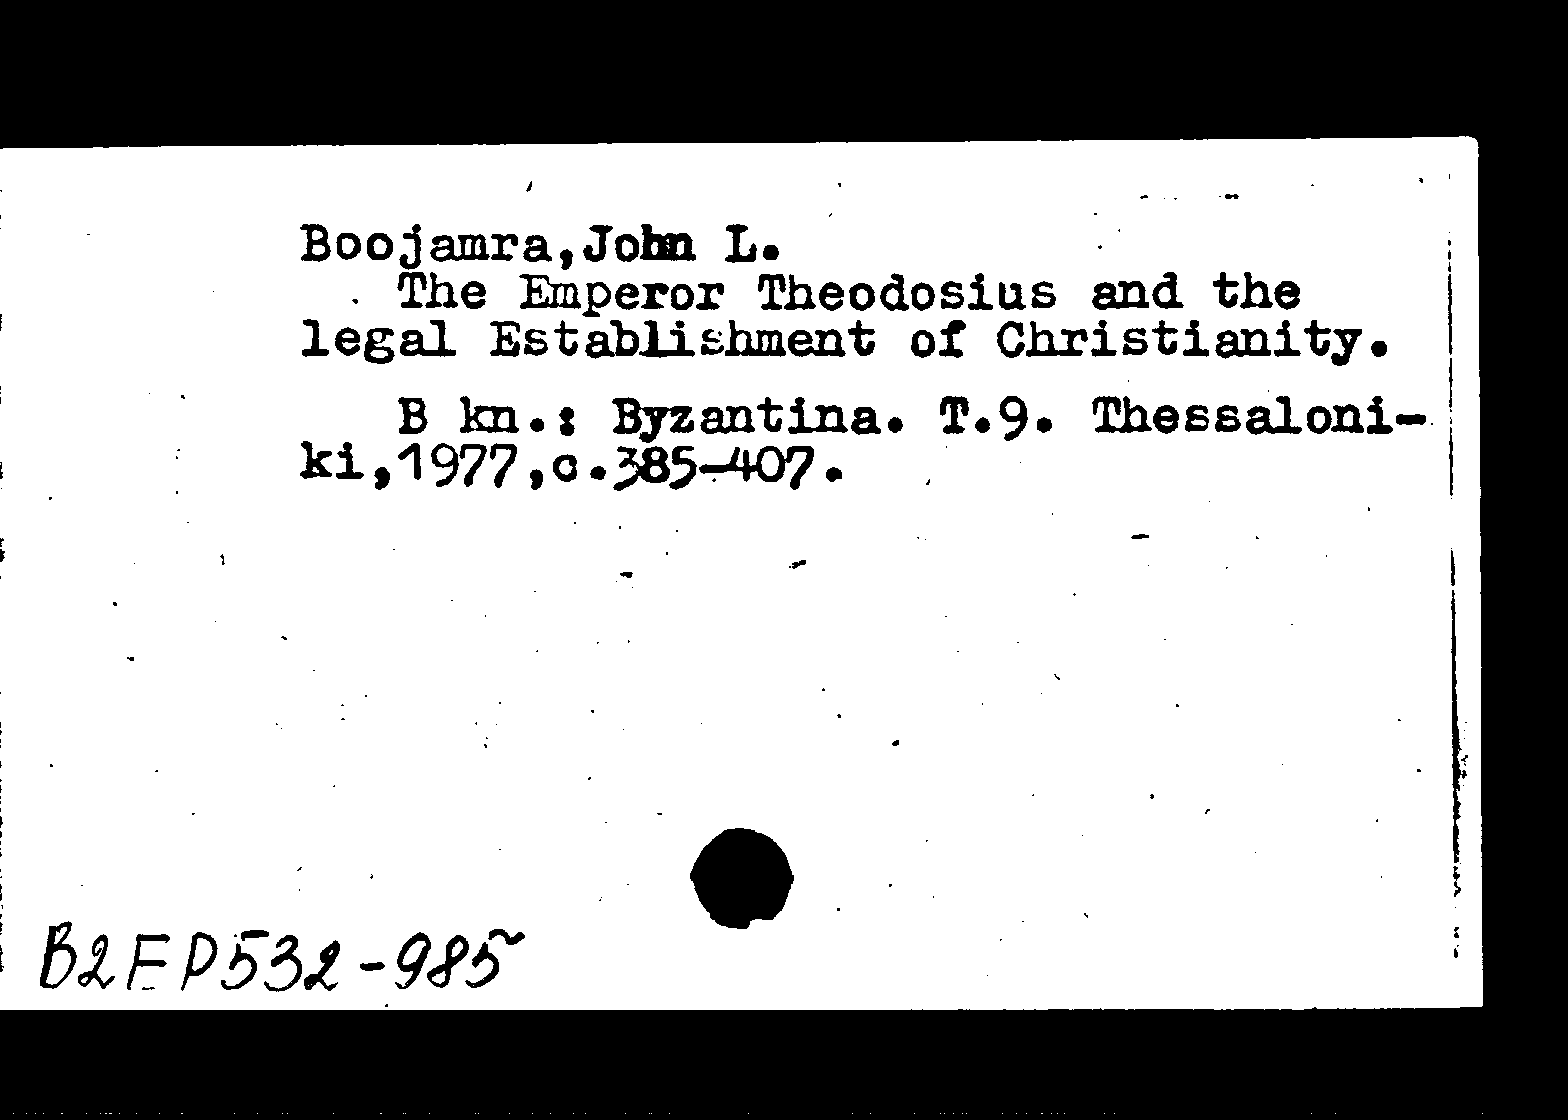 Boojamra,John L.
The Emperor Theodosius and the
legal Establishment of Christianity.
В kn.: Byzantina. T.9. Thessaloni-
ki,1977,c.385-407.
Б2ЕР532-985